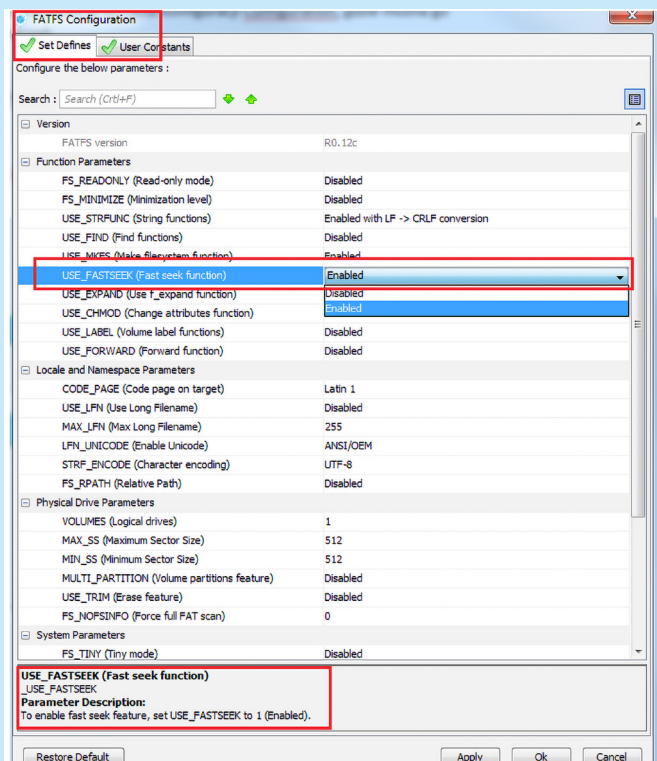 FATFS Configuration
Set Defines User Constants
Configure the below parameters :
Search : Search (Crtl+F)
Version
FATFS version R0.12c
Function Parameters
FS_READONLY (Read-only mode) Disabled
FS_MINIMIZE (Minimization level) Disabled
USE_STRFUNC (String functions) Enabled with LF -> CRLF conversion
USE_FIND (Find functions) Disabled
USE_MKFS (Make filesystem function) Enabled
USE_FASTSEEK (Fast seek function) Enabled
USE_EXPAND (Use f_expand function) Disabled
USE_CHMOD (Change attributes function) Enabled
USE_LABEL (Volume label functions) Disabled
USE_FORWARD (Forward function) Disabled
Locale and Namespace Parameters
CODE_PAGE (Code page on target) Latin 1
USE_LFN (Use Long Filename) Disabled
MAX_LFN (Max Long Filename) 255
LFN_UNICODE (Enable Unicode) ANSI/OEM
STRF_ENCODE (Character encoding) UTF-8
FS_RPATH (Relative Path) Disabled
Physical Drive Parameters
VOLUMES (Logical drives) 1
MAX_SS (Maximum Sector Size) 512
MIN_SS (Minimum Sector Size) 512
MULTI_PARTITION (Volume partitions feature) Disabled
USE_TRIM (Erase feature) Disabled
FS_NOFSINFO (Force full FAT scan) 0
System Parameters
FS_TINY (Tiny mode) Disabled
USE_FASTSEEK (Fast seek function)
_USE_FASTSEEK
Parameter Description:
To enable fast seek feature, set USE_FASTSEEK to 1 (Enabled).
Restore Default Apply Ok Cancel